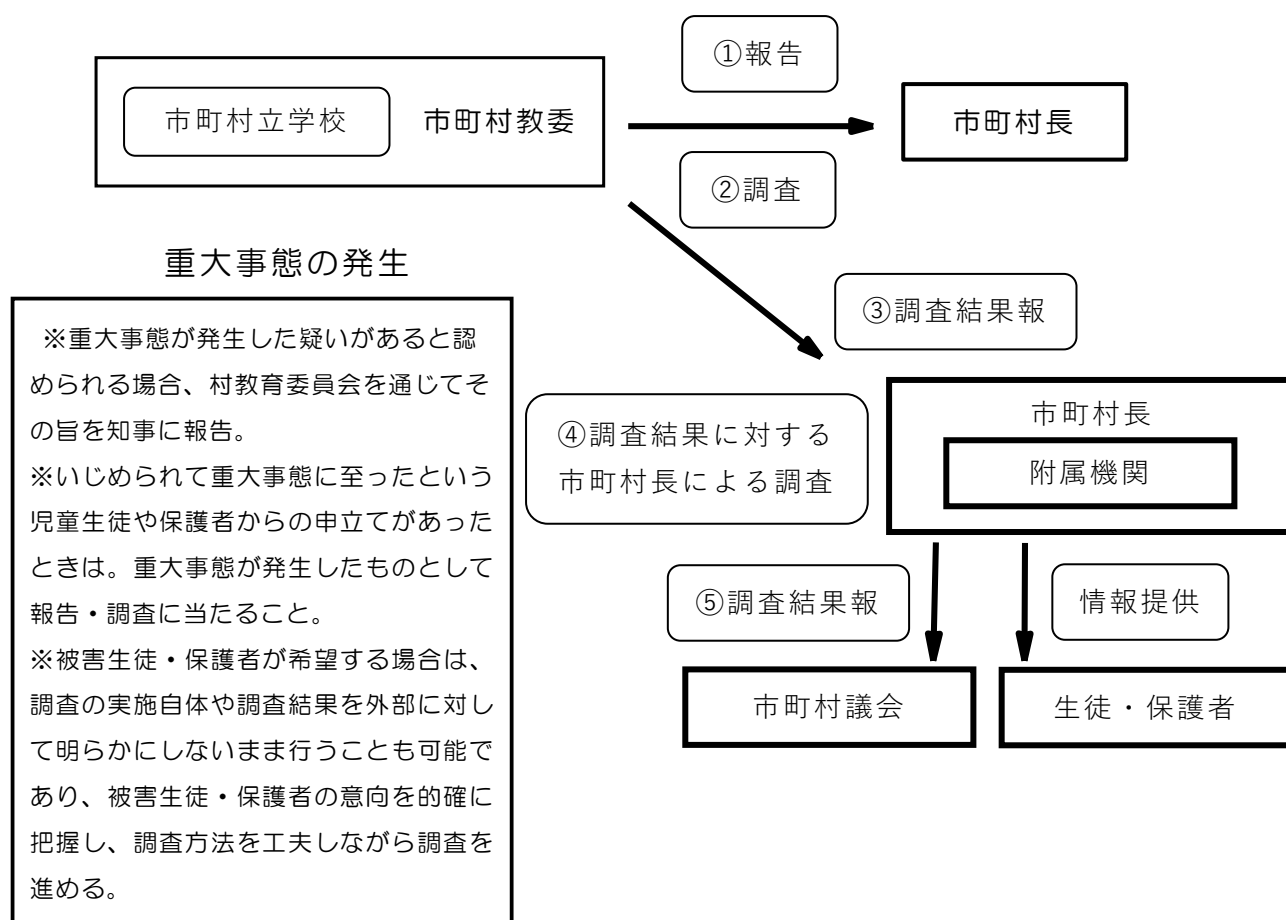 ①報告
市町村立学校
市町村教委
市町村長
②調査
重大事態の発生
③調査結果報
※重大事態が発生した疑いがあると認
められる場合、村教育委員会を通じてそ
の旨を知事に報告。
※いじめられて重大事態に至ったという
児童生徒や保護者からの申立てがあった
ときは。重大事態が発生したものとして
報告・調査に当たること。
※被害生徒・保護者が希望する場合は、
調査の実施自体や調査結果を外部に対し
て明らかにしないまま行うことも可能で
あり、被害生徒・保護者の意向を的確に
把握し、調査方法を工夫しながら調査を
進める。
④調査結果に対する
市町村長による調査
市町村長
附属機関
⑤調査結果報
情報提供
市町村議会
生徒・保護者